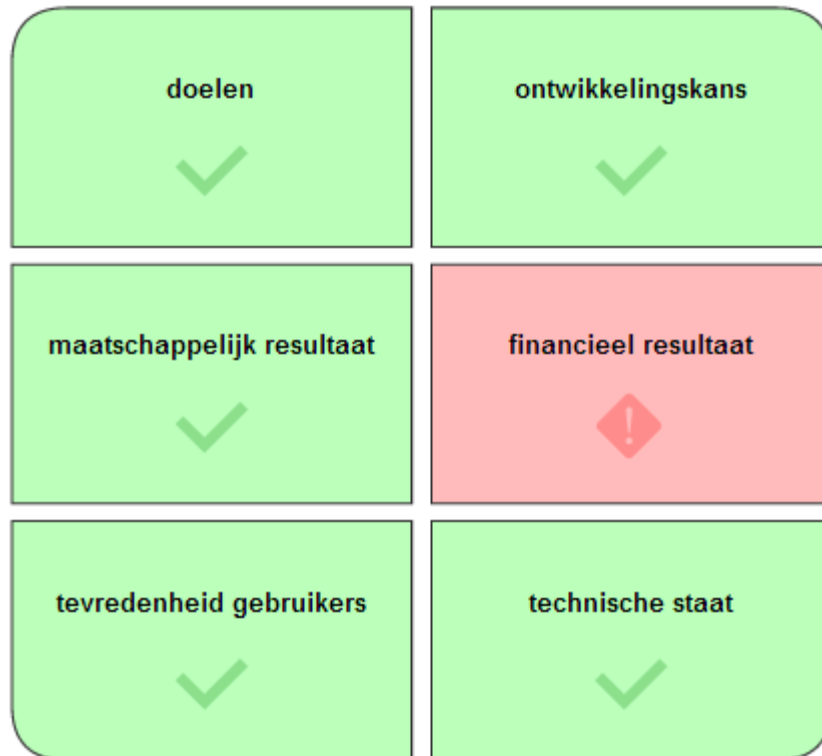 doelen
ontwikkelingskans
maatschappelijk resultaat
financieel resultaat
!
tevredenheid gebruikers
technische staat